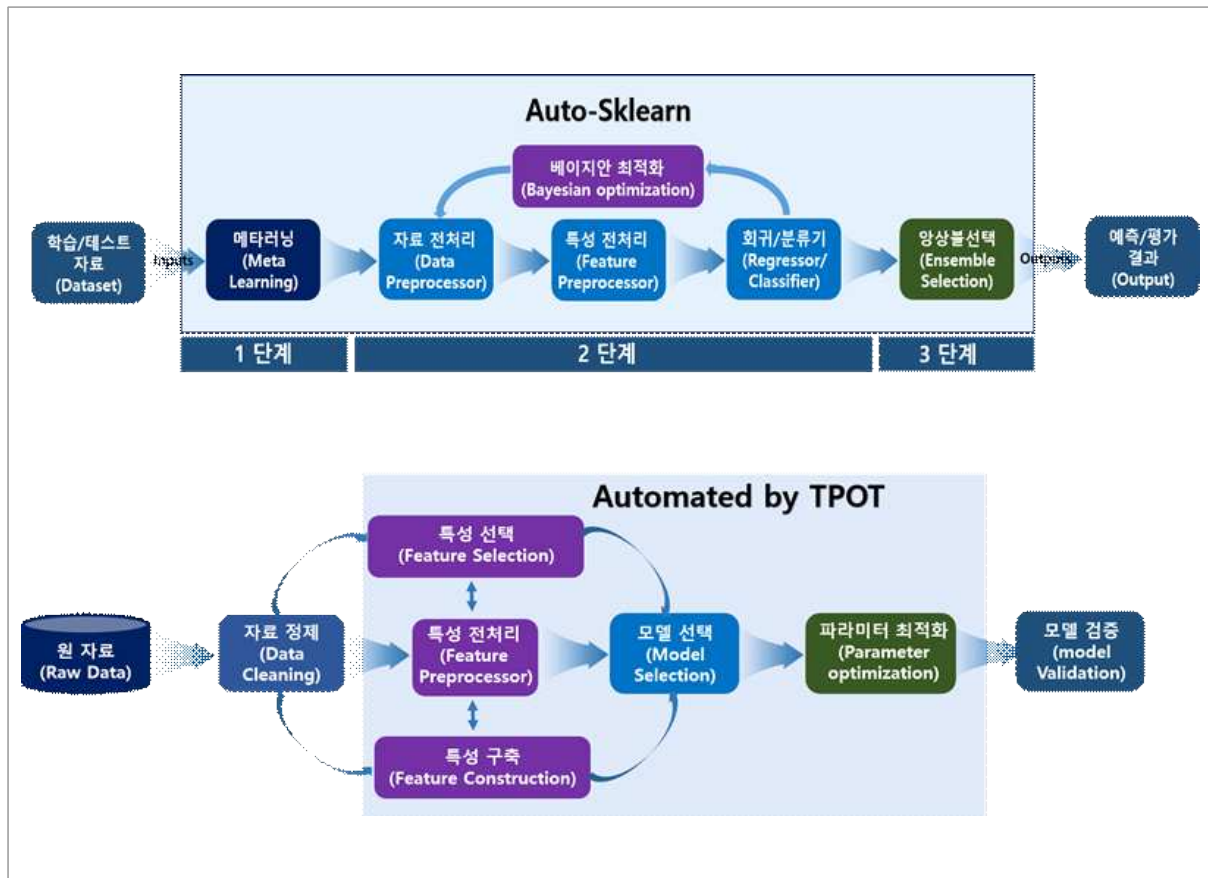 Auto-Sklearn
베이지안 최적화
(Bayesian optimization)
학습/테스트
자료
(Dataset)
Inputs
메타러닝
(Meta
Learning)
자료 전처리
(Data
Preprocessor)
특성 전처리
(Feature
Preprocessor)
회귀/분류기
(Regressor/
Classifier)
앙상블선택
(Ensemble
Selection)
Outputs
예측/평가
결과
(Output)
1 단계
2 단계
3 단계
Automated by TPOT
특성 선택
(Feature Selection)
원 자료
(Raw Data)
자료 정제
(Data
Cleaning)
특성 전처리
(Feature
Preprocessor)
모델 선택
(Model
Selection)
파라미터 최적화
(Parameter
optimization)
모델 검증
(model
Validation)
특성 구축
(Feature Construction)